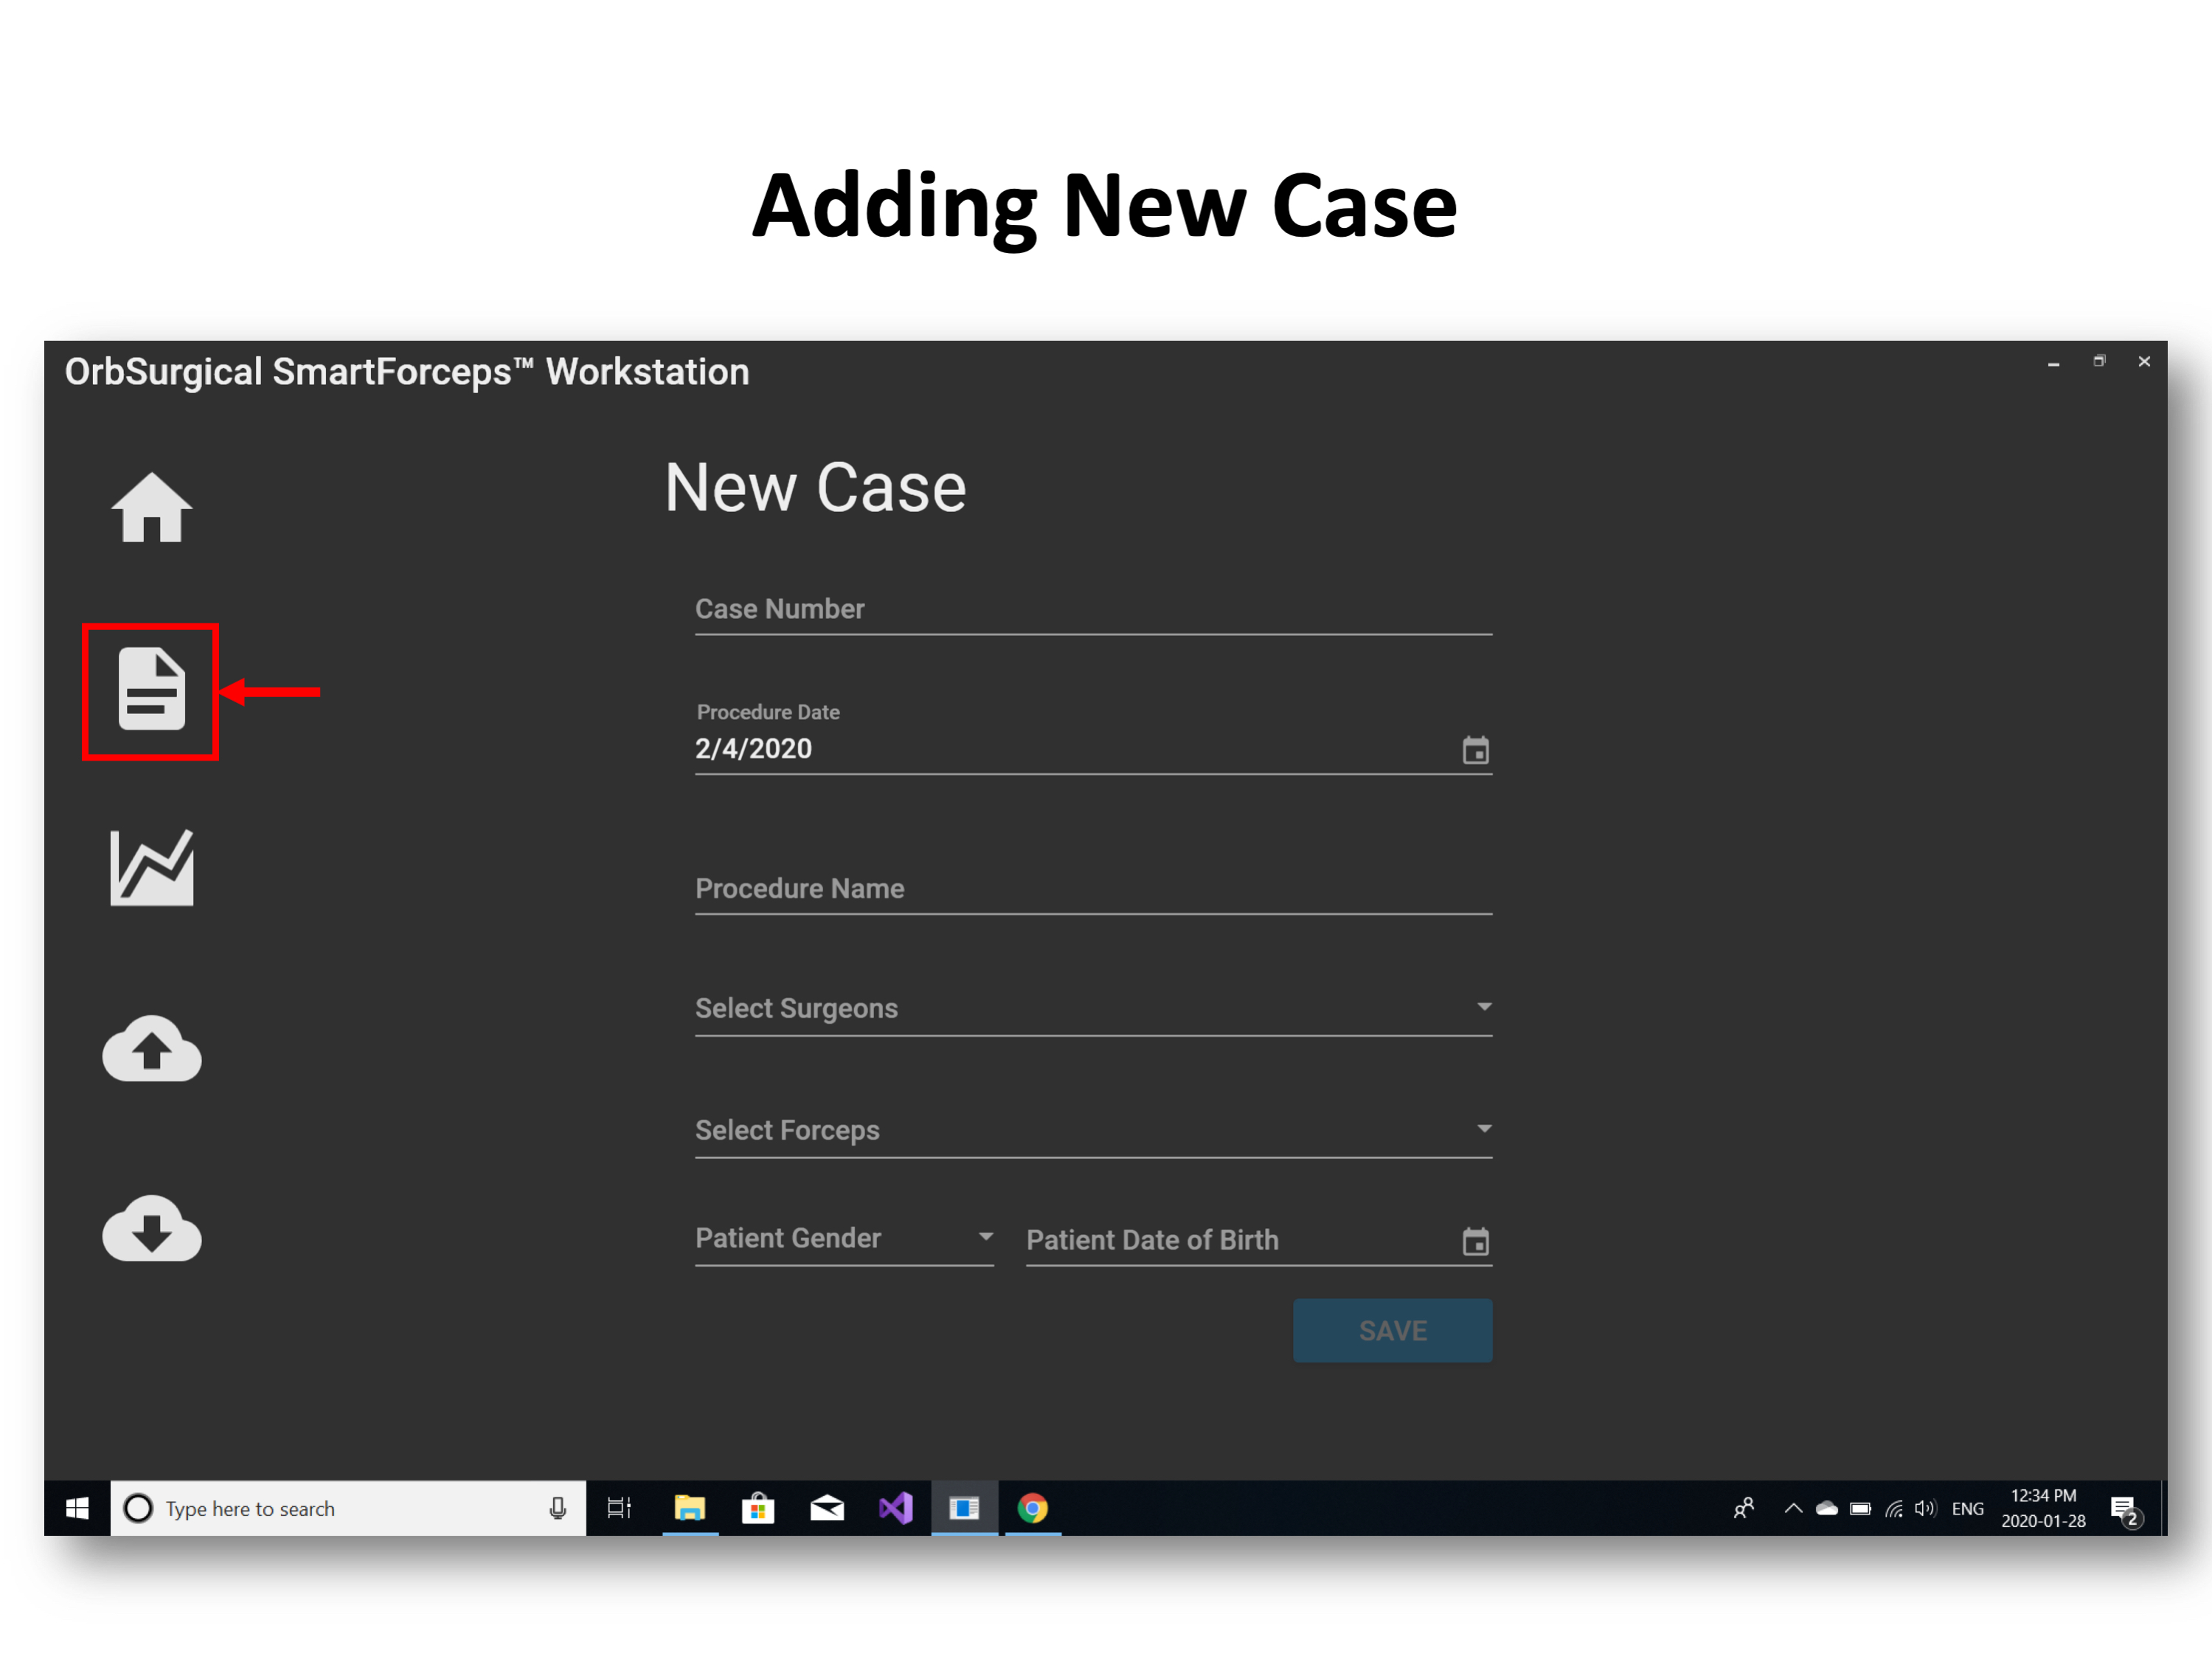 Adding New Case
OrbSurgical SmartForceps™ Workstation
New Case
Case Number
Procedure Date
2/4/2020
Procedure Name
Select Surgeons
Select Forceps
Patient Gender
Patient Date of Birth
SAVE
Type here to search
ENG
12:34 PM
2020-01-28
2